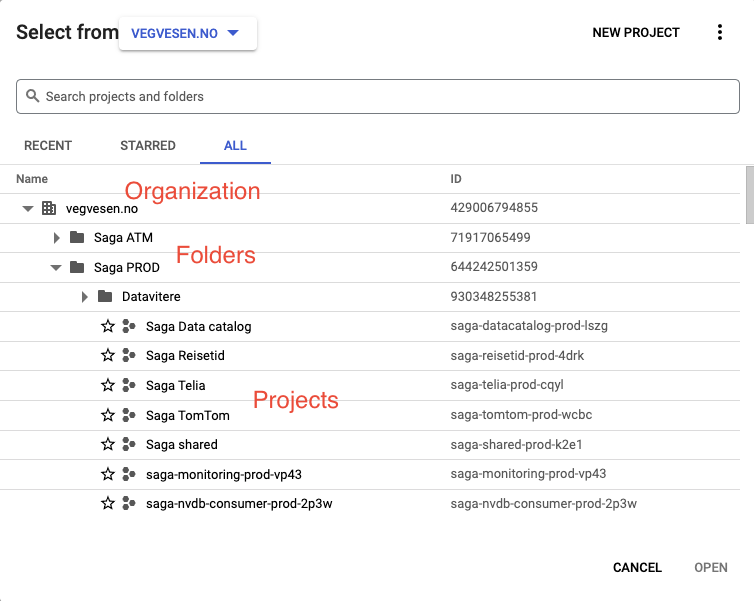 Select from VEGVESEN.NO NEW PROJECT
Search projects and folders
RECENT STARRED ALL
Name ID
Organization
vegvesen.no 429006794855
Saga ATM 71917065499
Folders
Saga PROD 644242501359
Datavitere 930348255381
Saga Data catalog saga-datacatalog-prod-lszg
Saga Reisetid saga-reisetid-prod-4drk
Saga Telia saga-telia-prod-cqyl
Projects
Saga TomTom saga-tomtom-prod-wcbc
Saga shared saga-shared-prod-k2e1
saga-monitoring-prod-vp43 saga-monitoring-prod-vp43
saga-nvdb-consumer-prod-2p3w saga-nvdb-consumer-prod-2p3w
CANCEL OPEN